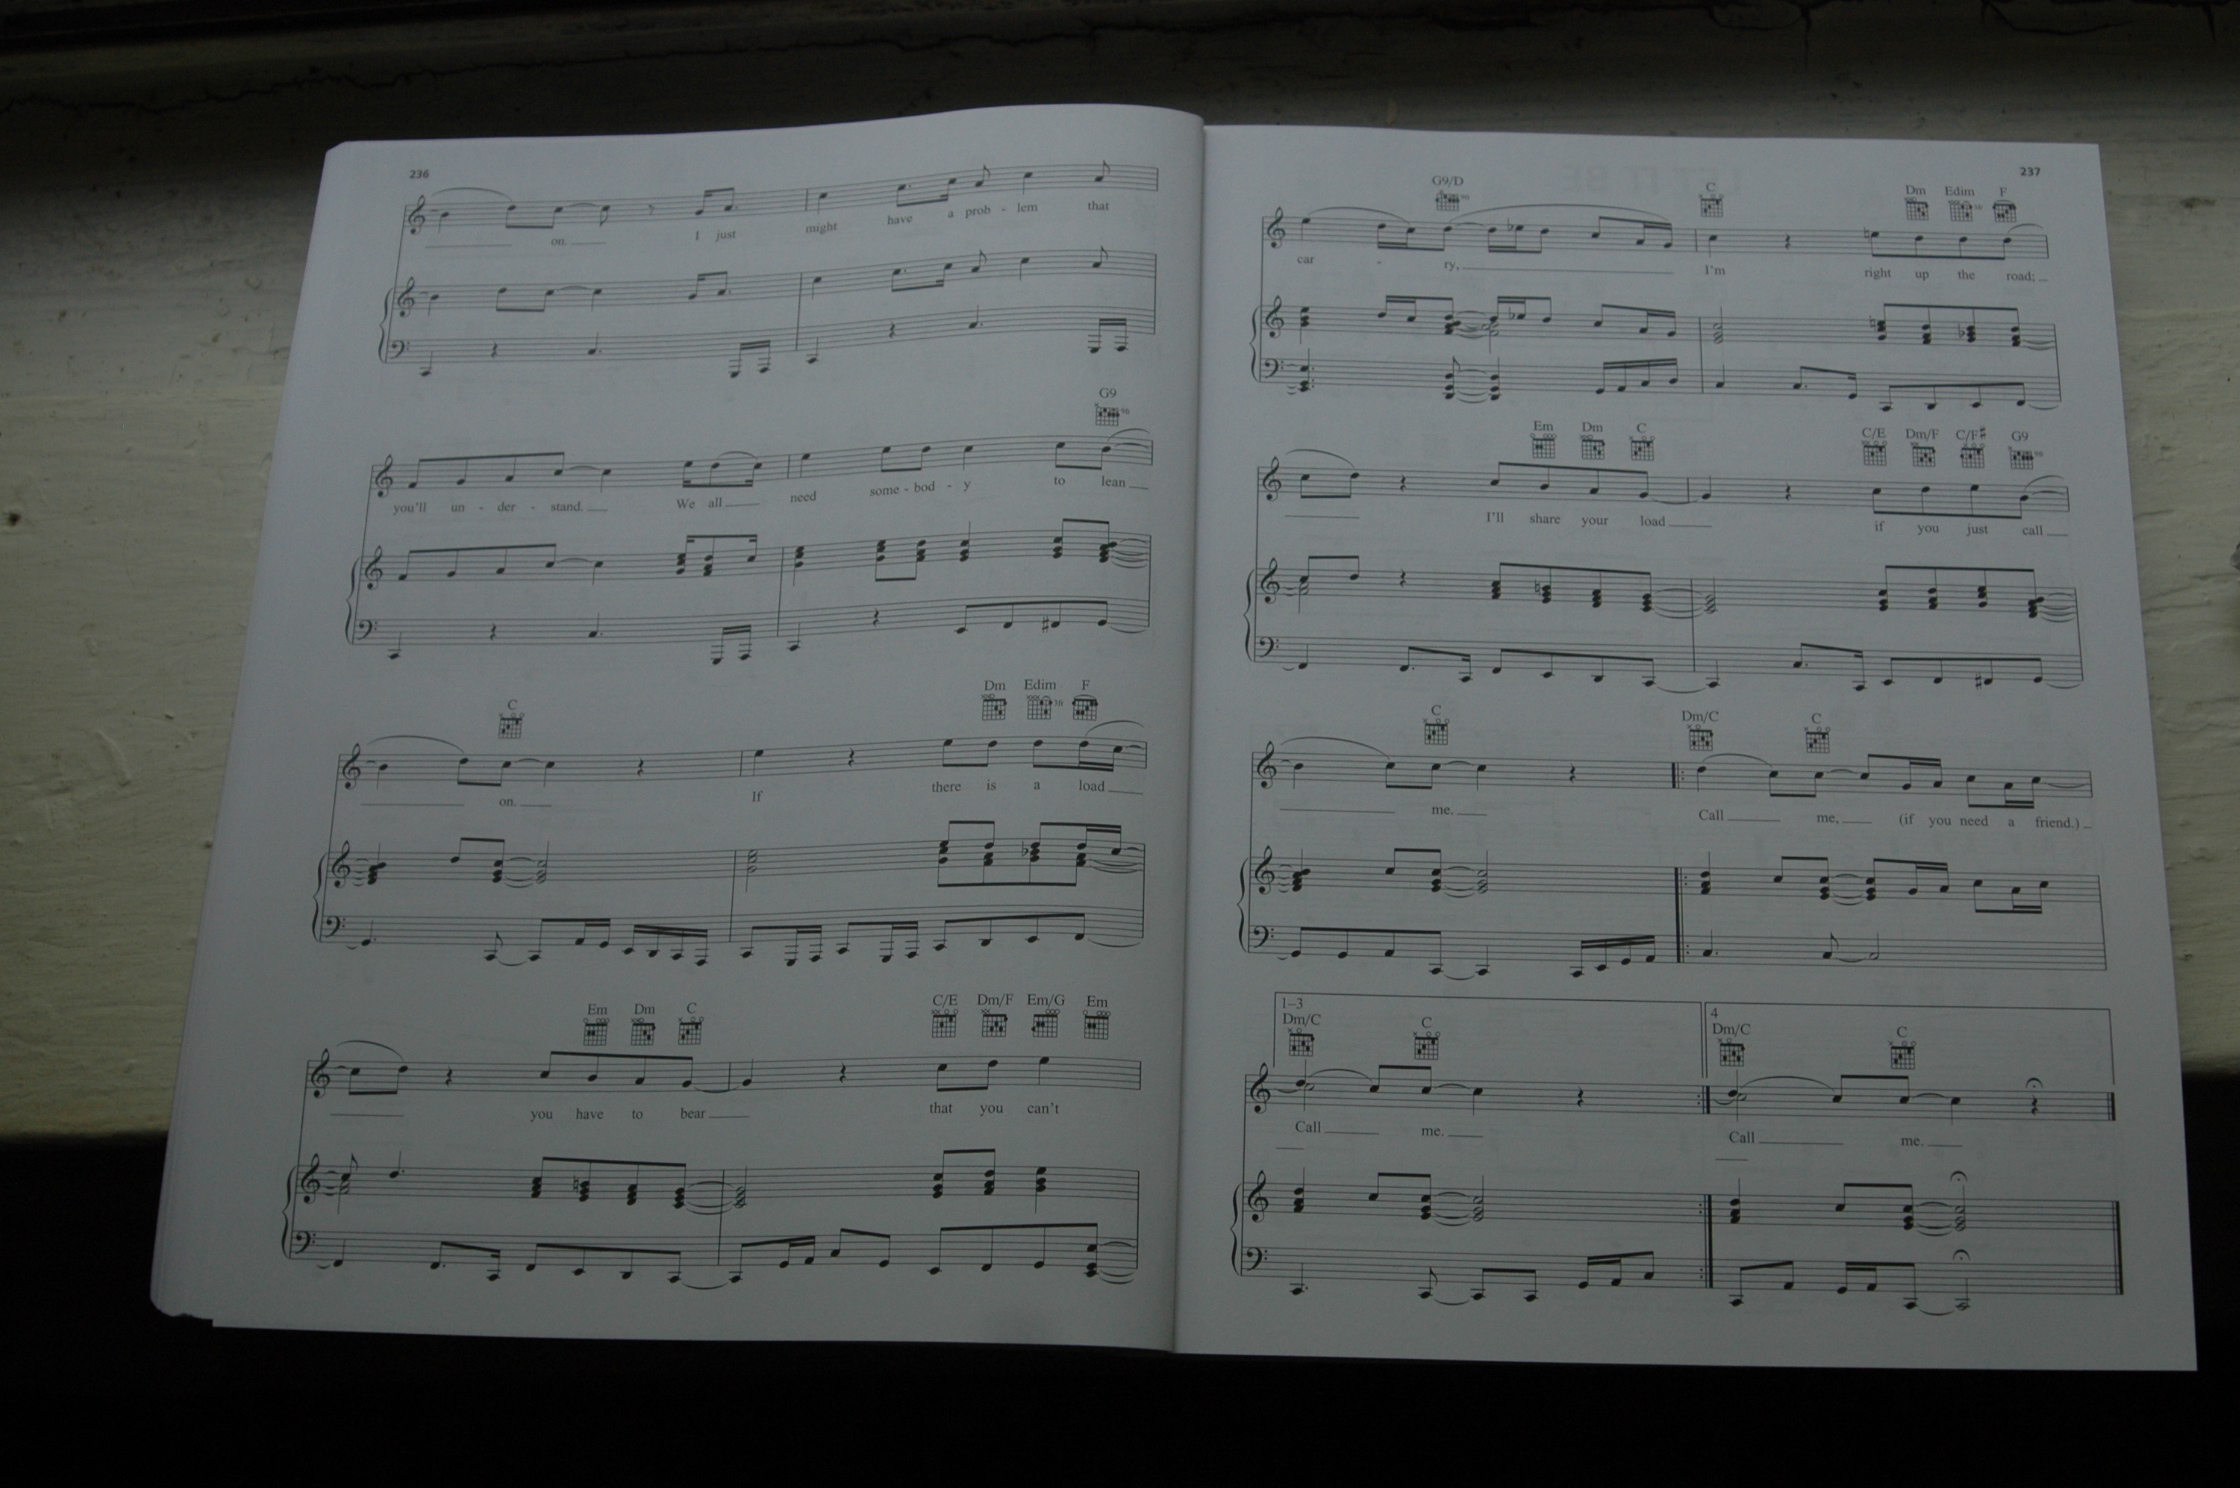 236
on. I just might have a prob - lem that
G9
you'll un - der - stand. We all need some - bod - y to lean
C Dm Edim F
on. If there is a load
Em Dm C C/E Dm/F Em/G Em
you have to bear that you can't
237
G9/D C Dm Edim F
car - ry, I'm right up the road;
Em Dm C C/E Dm/F C/F# G9
I'll share your load if you just call
C Dm/C C
me. Call me, (if you need a friend.)
1–3 4
Dm/C C Dm/C C
Call me. Call me.